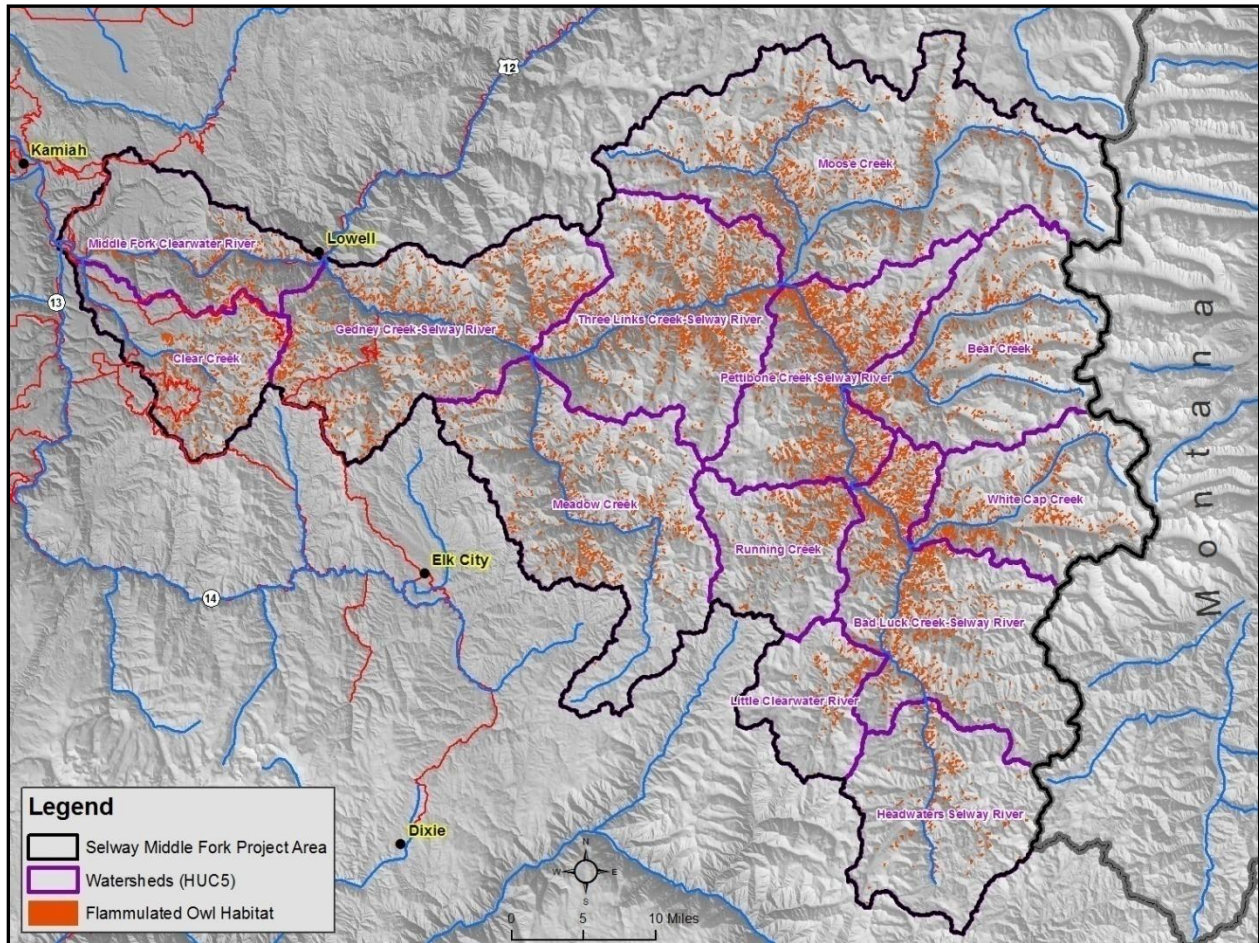 12
Kamiah
Moose Creek
Middle Fork Clearwater River
Lowell
13
Gedney Creek-Selway River
Three Links Creek-Selway River
Clear Creek
Bear Creek
Pettibone Creek-Selway River
Montana
Meadow Creek
White Cap Creek
Running Creek
Elk City
14
Bad Luck Creek-Selway River
Little Clearwater River
Headwaters Selway River
Legend
Selway Middle Fork Project Area
Watersheds (HUC5)
Flammulated Owl Habitat
Dixie
N
W
E
S
0 5 10 Miles